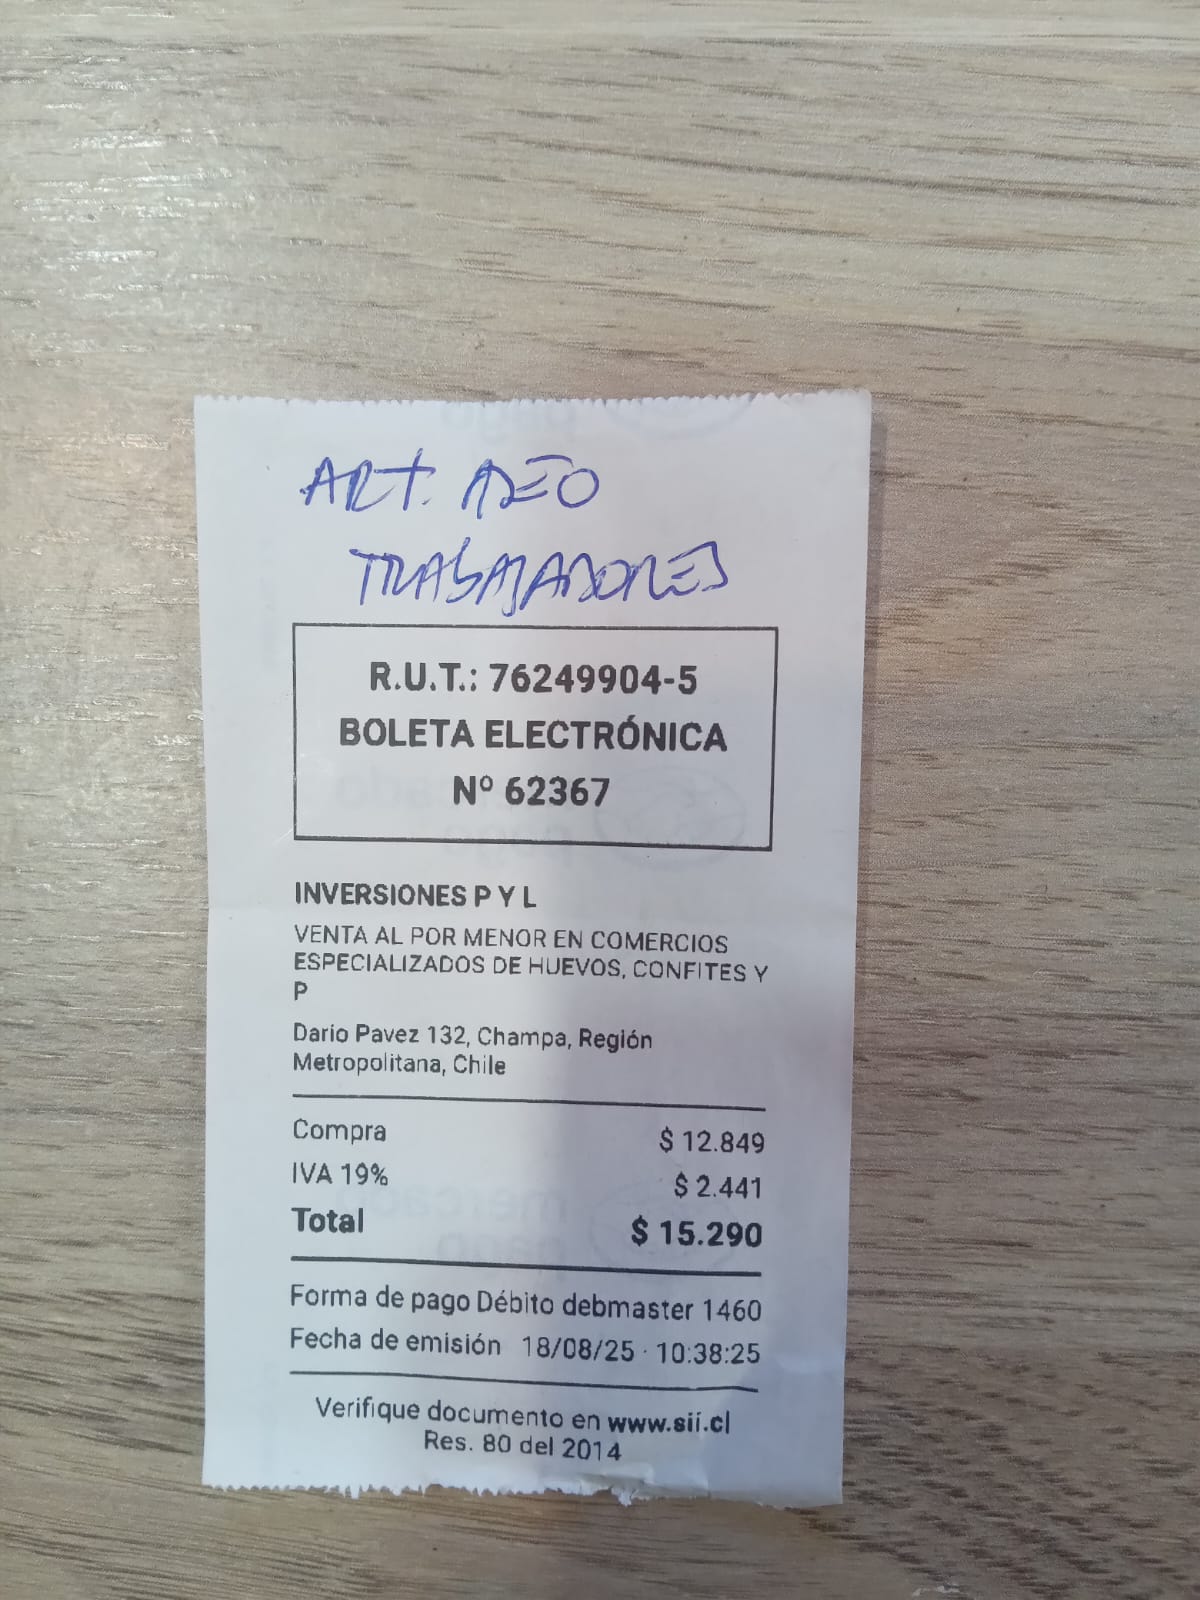 ART. ASEO
TRABAJADORES
R.U.T.: 76249904-5
BOLETA ELECTRÓNICA
Nº 62367
INVERSIONES P Y L
VENTA AL POR MENOR EN COMERCIOS
ESPECIALIZADOS DE HUEVOS, CONFITES Y
P
Dario Pavez 132, Champa, Región
Metropolitana, Chile
Compra $ 12.849
IVA 19% $ 2.441
Total $ 15.290
Forma de pago Débito debmaster 1460
Fecha de emisión 18/08/25 · 10:38:25
Verifique documento en www.sii.cl
Res. 80 del 2014